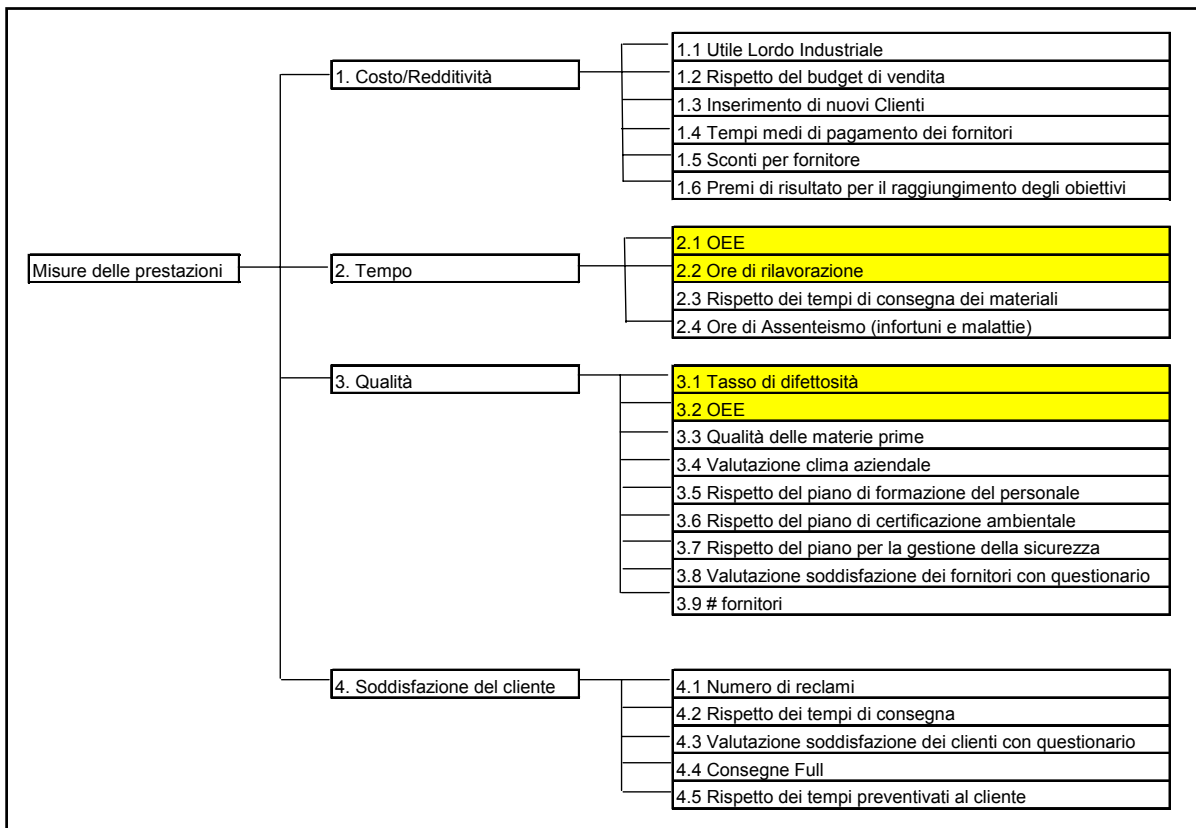 1. Costo/Redditività
1.1 Utile Lordo Industriale
1.2 Rispetto del budget di vendita
1.3 Inserimento di nuovi Clienti
1.4 Tempi medi di pagamento dei fornitori
1.5 Sconti per fornitore
1.6 Premi di risultato per il raggiungimento degli obiettivi
Misure delle prestazioni
2. Tempo
2.1 OEE
2.2 Ore di rilavorazione
2.3 Rispetto dei tempi di consegna dei materiali
2.4 Ore di Assenteismo (infortuni e malattie)
3. Qualità
3.1 Tasso di difettosità
3.2 OEE
3.3 Qualità delle materie prime
3.4 Valutazione clima aziendale
3.5 Rispetto del piano di formazione del personale
3.6 Rispetto del piano di certificazione ambientale
3.7 Rispetto del piano per la gestione della sicurezza
3.8 Valutazione soddisfazione dei fornitori con questionario
3.9 # fornitori
4. Soddisfazione del cliente
4.1 Numero di reclami
4.2 Rispetto dei tempi di consegna
4.3 Valutazione soddisfazione dei clienti con questionario
4.4 Consegne Full
4.5 Rispetto dei tempi preventivati al cliente